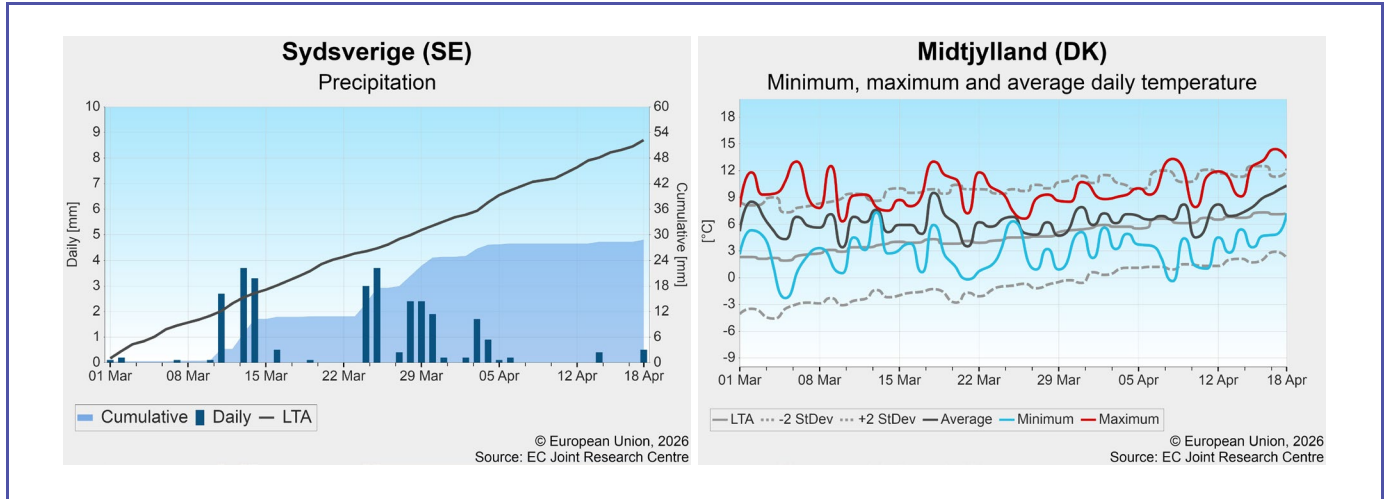 Sydsverige (SE)
Precipitation
10
9
8
7
6
5
4
3
2
1
0
Daily [mm]
60
54
48
42
36
30
24
18
12
6
0
Cumulative [mm]
01 Mar 08 Mar 15 Mar 22 Mar 29 Mar 05 Apr 12 Apr 18 Apr
Cumulative Daily LTA
© European Union, 2026
Source: EC Joint Research Centre
Midtjylland (DK)
Minimum, maximum and average daily temperature
18
15
12
9
6
3
0
-3
-6
-9
[°C]
01 Mar 08 Mar 15 Mar 22 Mar 29 Mar 05 Apr 12 Apr 18 Apr
LTA -2 StDev +2 StDev Average Minimum Maximum
© European Union, 2026
Source: EC Joint Research Centre